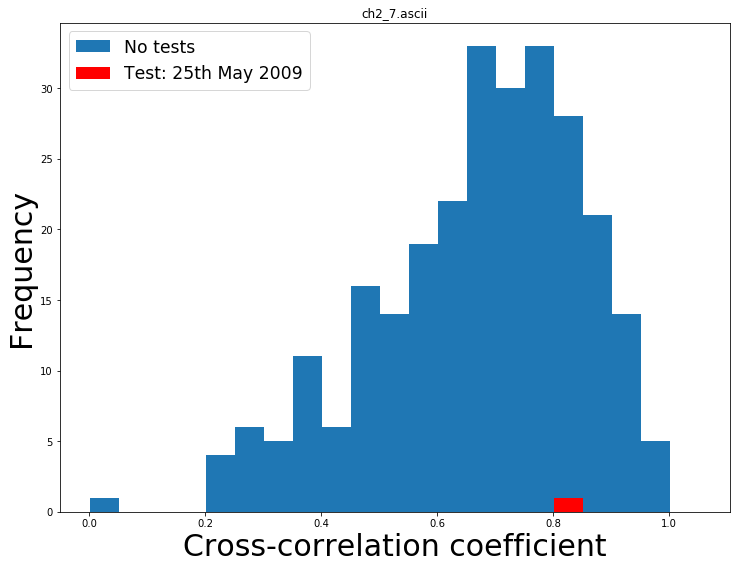 ch2_7.ascii
No tests
Test: 25th May 2009
Frequency
30
25
20
15
10
5
0
0.0 0.2 0.4 0.6 0.8 1.0
Cross-correlation coefficient